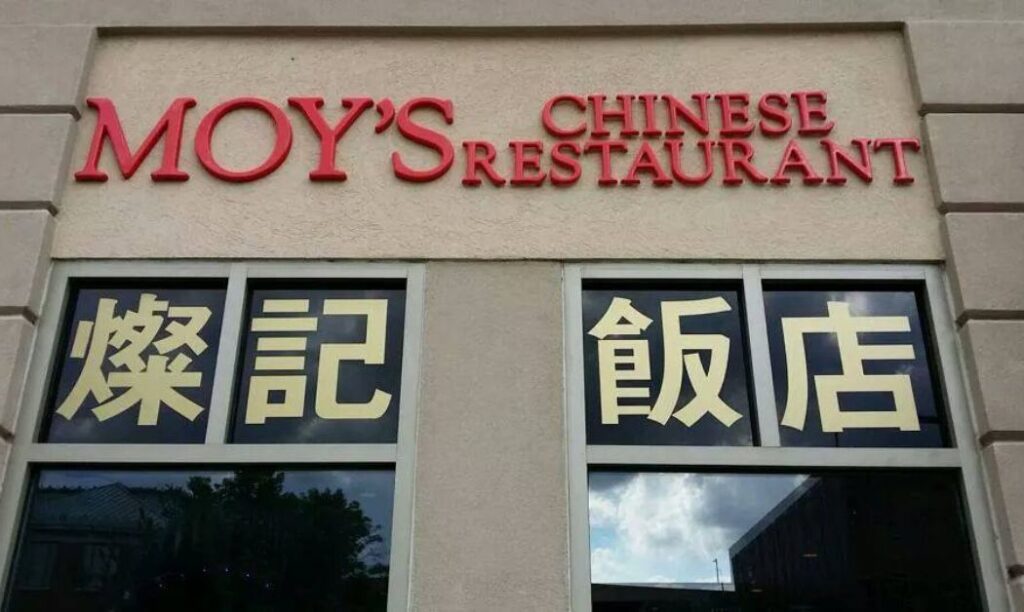 MOY'S CHINESE
RESTAURANT
燦記飯店